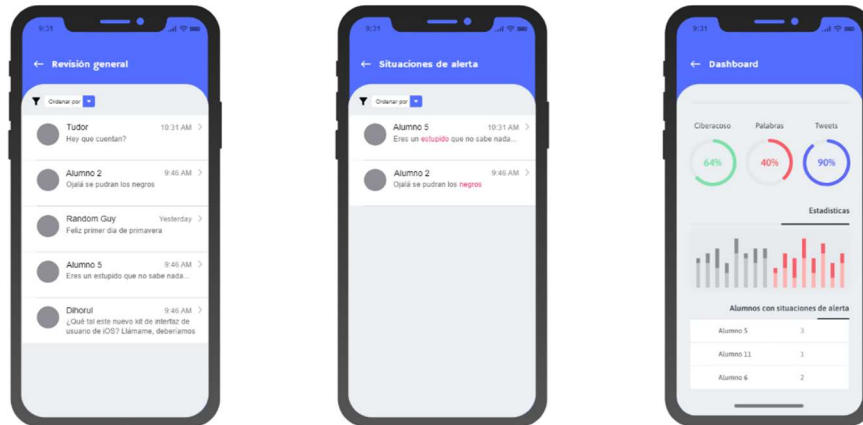 9:31
← Revisión general
Ordenar por
Tudor 10:31 AM
Hey que cuentan?
Alumno 2 9:46 AM
Ojalá se pudran los negros
Random Guy Yesterday
Feliz primer dia de primavera
Alumno 5 9:46 AM
Eres un estupido que no sabe nada...
Dihorul 9:46 AM
¿Qué tal este nuevo kit de interfaz de
usuario de iOS? Llámame, deberíamos
9:31
← Situaciones de alerta
Ordenar por
Alumno 5 10:31 AM
Eres un estupido que no sabe nada...
Alumno 2 9:46 AM
Ojalá se pudran los negros
9:31
← Dashboard
Ciberacoso Palabras Tweets
64% 40% 90%
Estadisticas
Alumnos con situaciones de alerta
Alumno 5 3
Alumno 11 3
Alumno 6 2